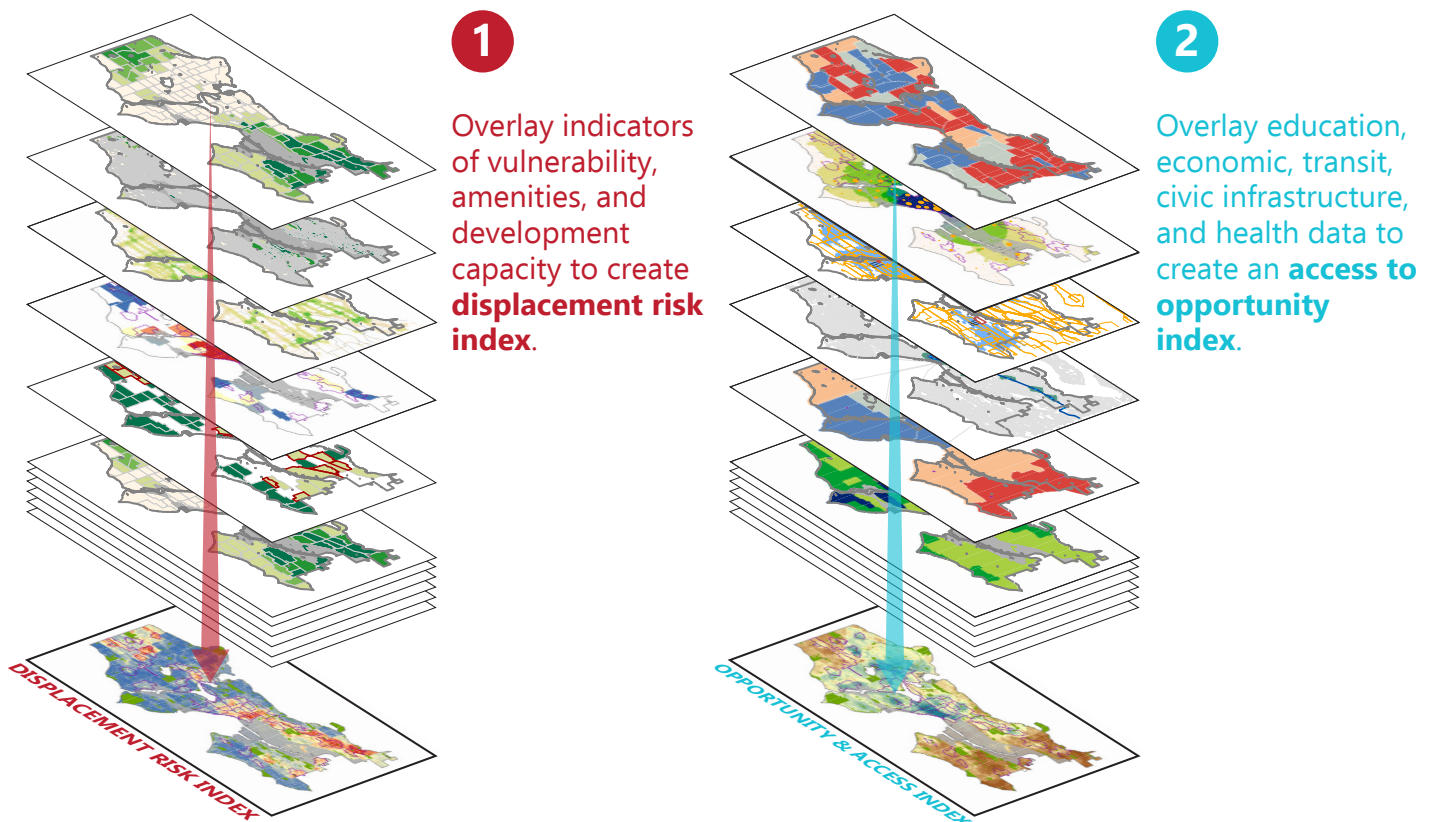 1
Overlay indicators
of vulnerability,
amenities, and
development
capacity to create
displacement risk
index.
DISPLACEMENT RISK INDEX
2
Overlay education,
economic, transit,
civic infrastructure,
and health data to
create an access to
opportunity
index.
OPPORTUNITY & ACCESS INDEX